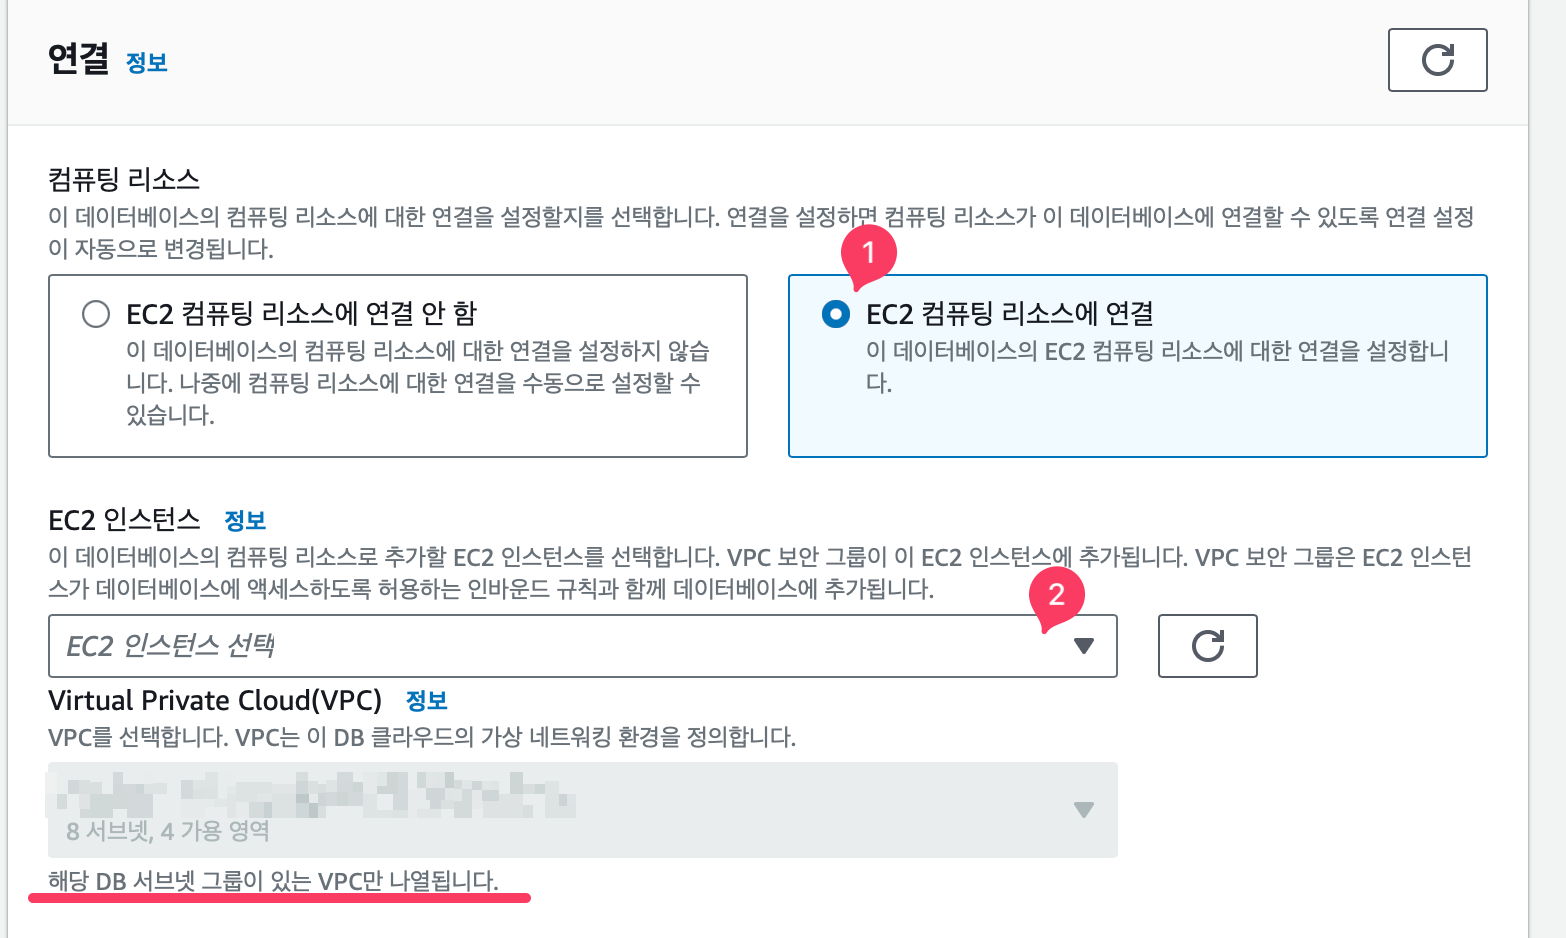 연결 정보
컴퓨팅 리소스
이 데이터베이스의 컴퓨팅 리소스에 대한 연결을 설정할지를 선택합니다. 연결을 설정하면 컴퓨팅 리소스가 이 데이터베이스에 연결할 수 있도록 연결 설정
이 자동으로 변경됩니다.
1
EC2 컴퓨팅 리소스에 연결 안 함
이 데이터베이스의 컴퓨팅 리소스에 대한 연결을 설정하지 않습
니다. 나중에 컴퓨팅 리소스에 대한 연결을 수동으로 설정할 수
있습니다.
EC2 컴퓨팅 리소스에 연결
이 데이터베이스의 EC2 컴퓨팅 리소스에 대한 연결을 설정합니
다.
EC2 인스턴스 정보
이 데이터베이스의 컴퓨팅 리소스로 추가할 EC2 인스턴스를 선택합니다. VPC 보안 그룹이 이 EC2 인스턴스에 추가됩니다. VPC 보안 그룹은 EC2 인스턴
스가 데이터베이스에 액세스하도록 허용하는 인바운드 규칙과 함께 데이터베이스에 추가됩니다.
2
EC2 인스턴스 선택
Virtual Private Cloud(VPC) 정보
VPC를 선택합니다. VPC는 이 DB 클라우드의 가상 네트워킹 환경을 정의합니다.
8 서브넷, 4 가용 영역
해당 DB 서브넷 그룹이 있는 VPC만 나열됩니다.